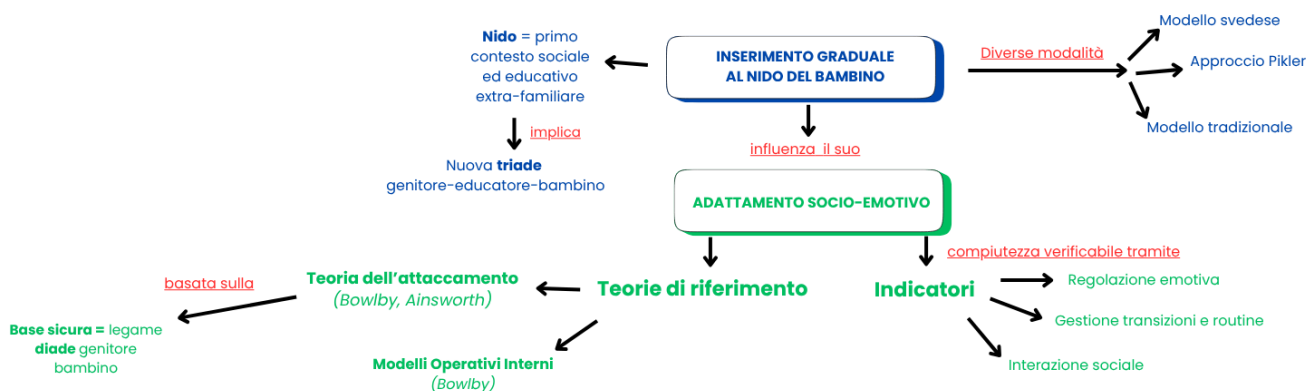 Nido = primo
contesto sociale
ed educativo
extra-familiare
implica
Nuova triade
genitore-educatore-bambino
INSERIMENTO GRADUALE
AL NIDO DEL BAMBINO
Diverse modalità
Modello svedese
Approccio Pikler
Modello tradizionale
influenza il suo
ADATTAMENTO SOCIO-EMOTIVO
compiutezza verificabile tramite
Teorie di riferimento
Indicatori
Regolazione emotiva
Gestione transizioni e routine
Interazione sociale
Teoria dell'attaccamento
(Bowlby, Ainsworth)
basata sulla
Base sicura = legame
diade genitore
bambino
Modelli Operativi Interni
(Bowlby)